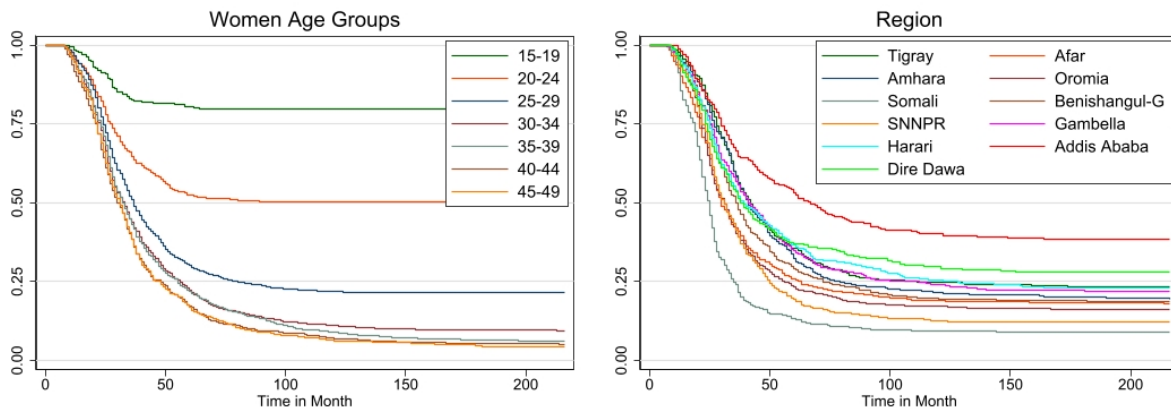 Women Age Groups
1.00
0.75
0.50
0.25
0.00
0
50
100
150
200
Time in Month
15-19
20-24
25-29
30-34
35-39
40-44
45-49
Region
1.00
0.75
0.50
0.25
0.00
0
50
100
150
200
Time in Month
Tigray
Afar
Amhara
Oromia
Somali
Benishangul-G
SNNPR
Gambella
Harari
Addis Ababa
Dire Dawa